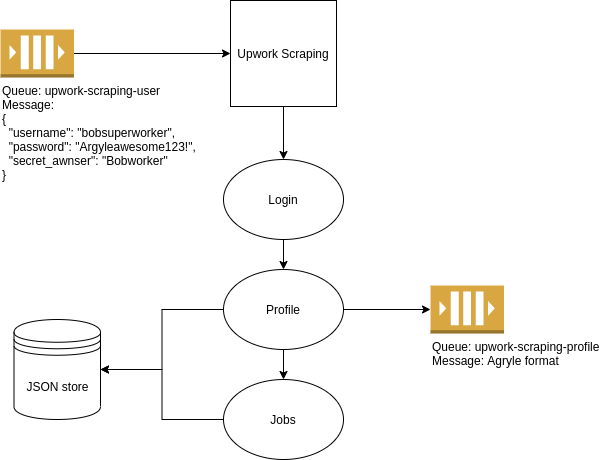 Upwork Scraping
Queue: upwork-scraping-user
Message:
{
"username": "bobsuperworker",
"password": "Argyleawesome123!",
"secret_awnser": "Bobworker"
}
Login
Profile
Queue: upwork-scraping-profile
Message: Agryle format
JSON store
Jobs